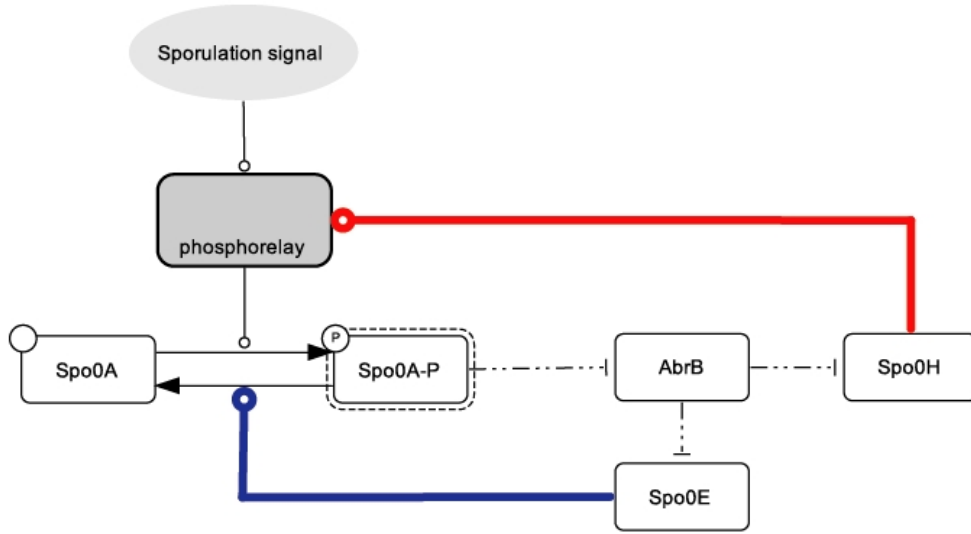 Sporulation signal
phosphorelay
P
Spo0A
Spo0A-P
AbrB
Spo0H
Spo0E